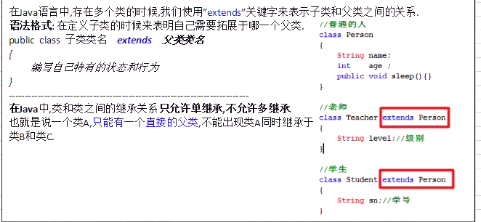 在Java语言中,存在多个类的时候,我们使用"extends"关键字来表示子类和父类之间的关系.
语法格式: 在定义子类的时候来表明自己需要拓展于哪一个父类.
public class 子类类名 extends 父类类名
{
编写自己特有的状态和行为
}
---------------------------------------------------
在Java中,类和类之间的继承关系只允许单继承,不允许多继承.
也就是说一个类A,只能有一个直接的父类,不能出现类A同时继承于
类B和类C.
//普通的人
class Person
{
String name;
int age ;
public void sleep(){}
}
//老师
class Teacher extends Person
{
String level;//级别
}
//学生
class Student extends Person
{
String sn;//学号
}